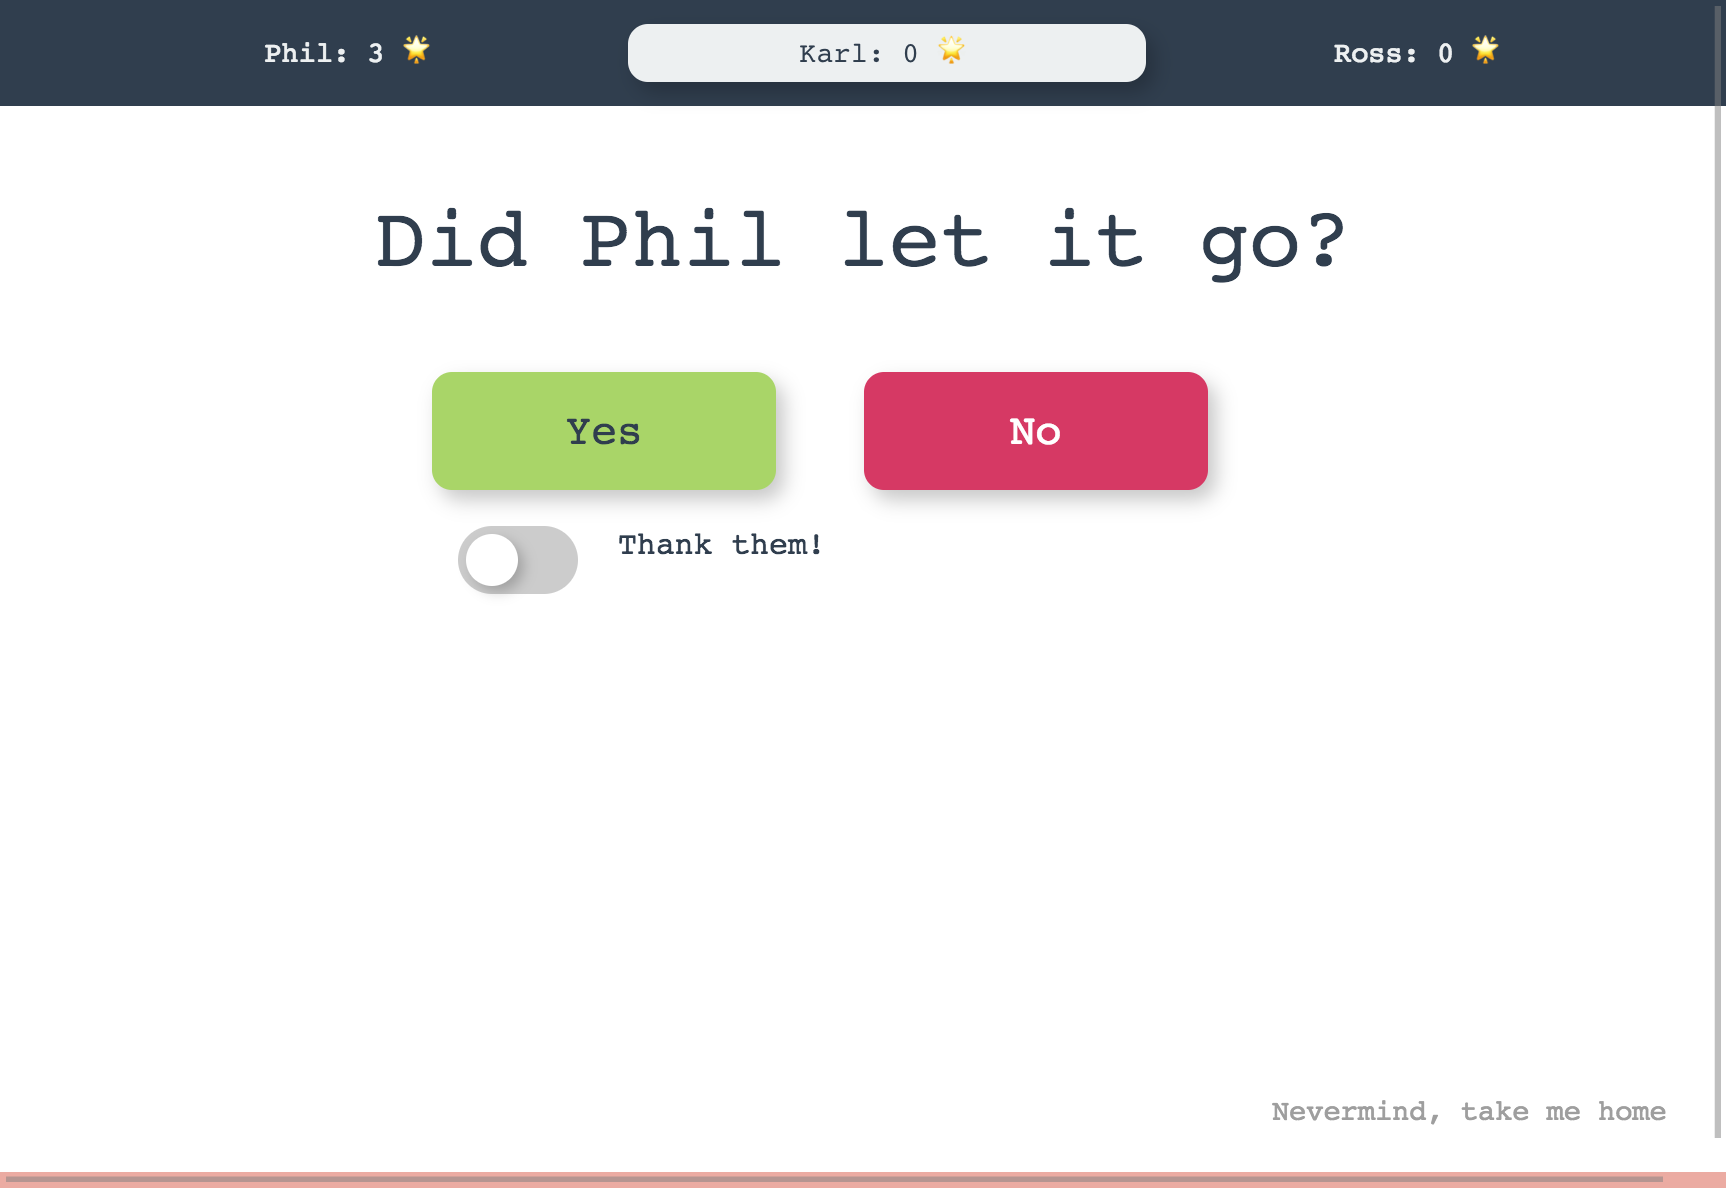 Phil: 3 🌟 Karl: 0 🌟 Ross: 0 🌟
Did Phil let it go?
Yes No
Thank them!
Nevermind, take me home